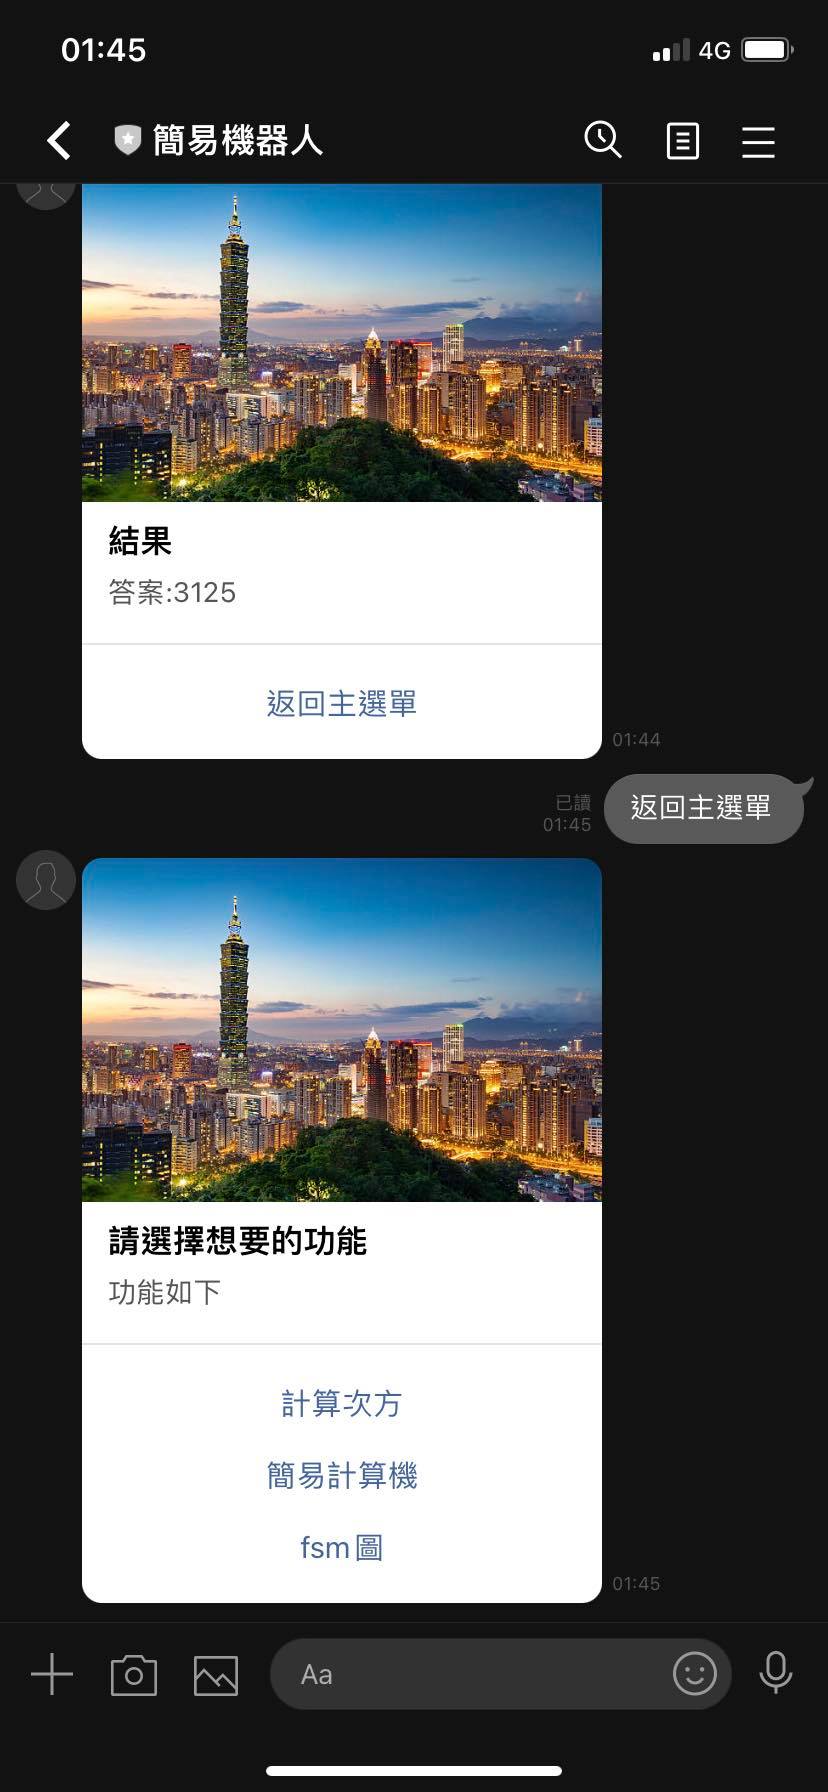 01:45
4G
簡易機器人
結果
答案:3125
返回主選單
01:44
已讀
01:45
返回主選單
請選擇想要的功能
功能如下
計算次方
簡易計算機
fsm圖
01:45
Aa